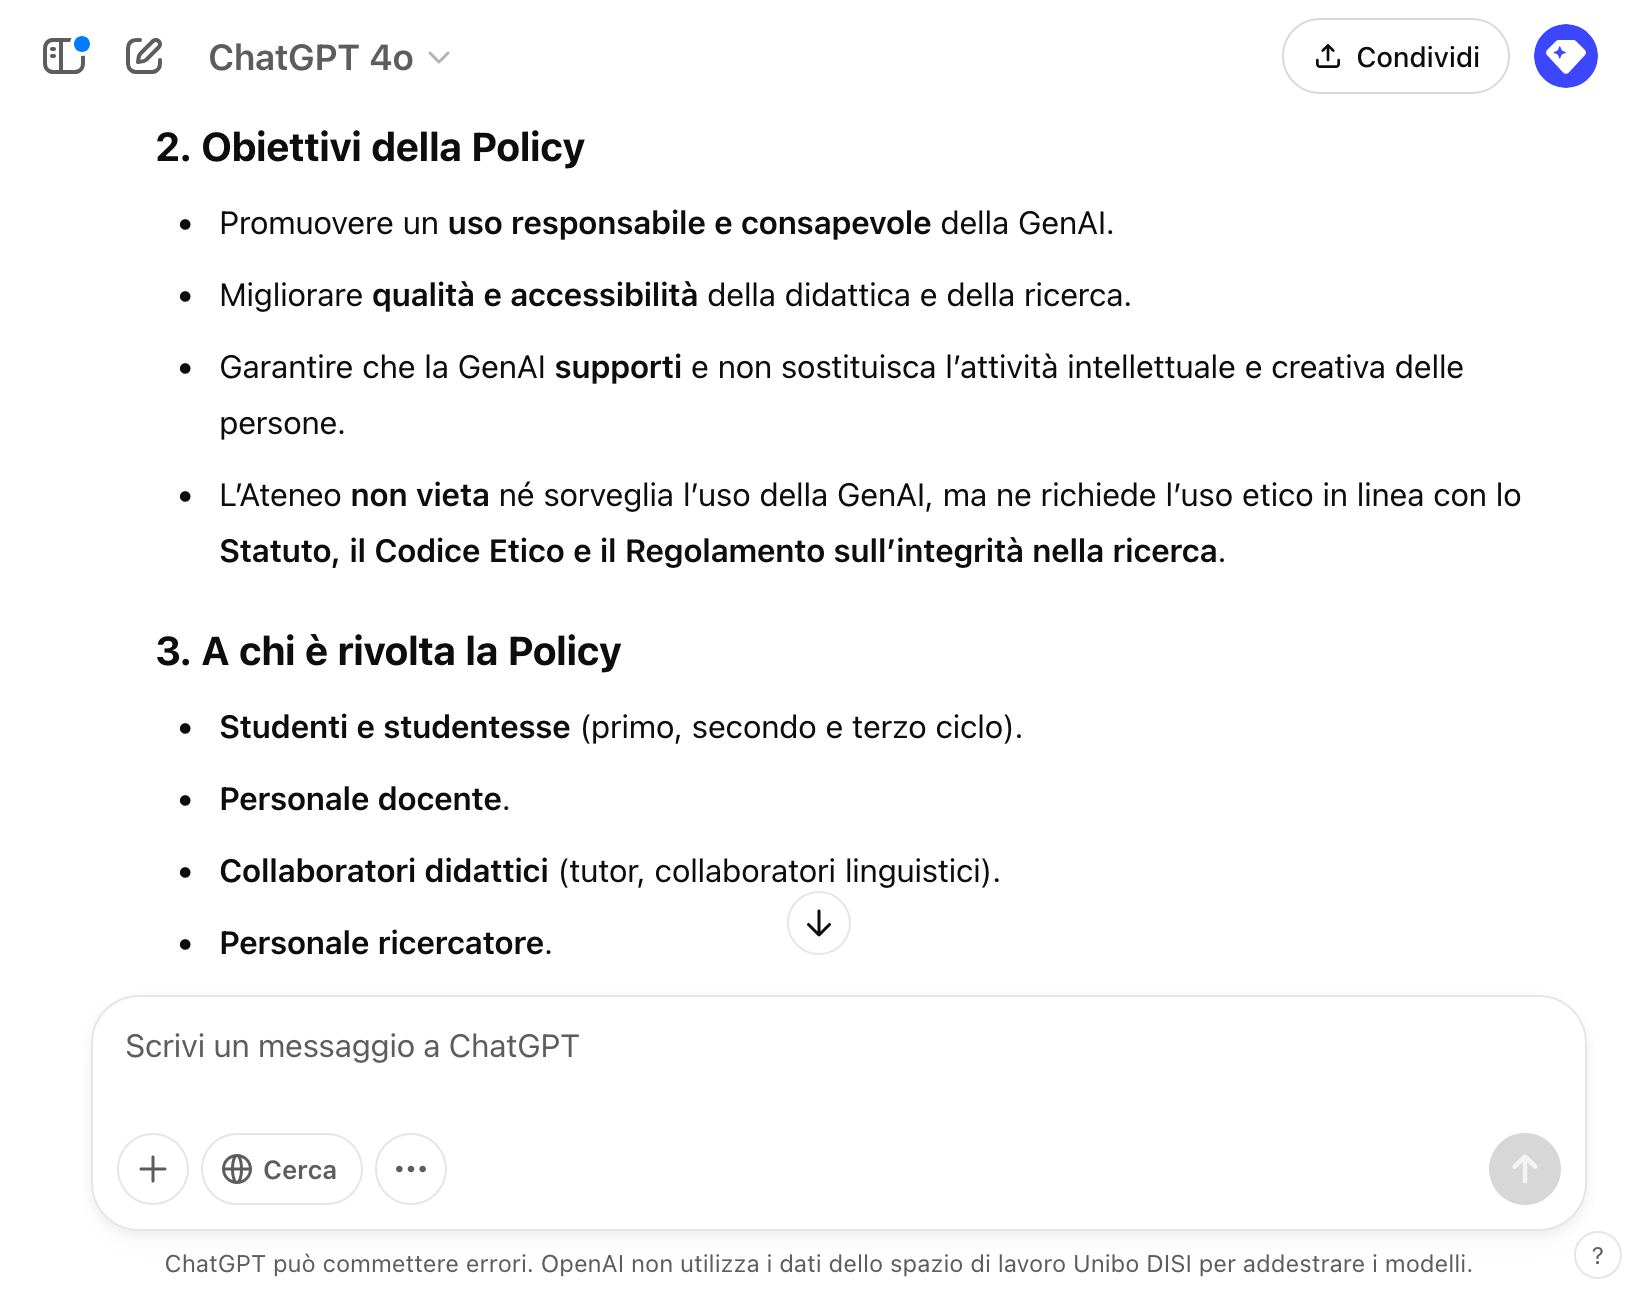 ChatGPT 4o
Condividi
2. Obiettivi della Policy
Promuovere un uso responsabile e consapevole della GenAI.
Migliorare qualità e accessibilità della didattica e della ricerca.
Garantire che la GenAI supporti e non sostituisca l’attività intellettuale e creativa delle
persone.
L’Ateneo non vieta né sorveglia l’uso della GenAI, ma ne richiede l’uso etico in linea con lo
Statuto, il Codice Etico e il Regolamento sull’integrità nella ricerca.
3. A chi è rivolta la Policy
Studenti e studentesse (primo, secondo e terzo ciclo).
Personale docente.
Collaboratori didattici (tutor, collaboratori linguistici).
Personale ricercatore.
Scrivi un messaggio a ChatGPT
Cerca
ChatGPT può commettere errori. OpenAI non utilizza i dati dello spazio di lavoro Unibo DISI per addestrare i modelli.
?